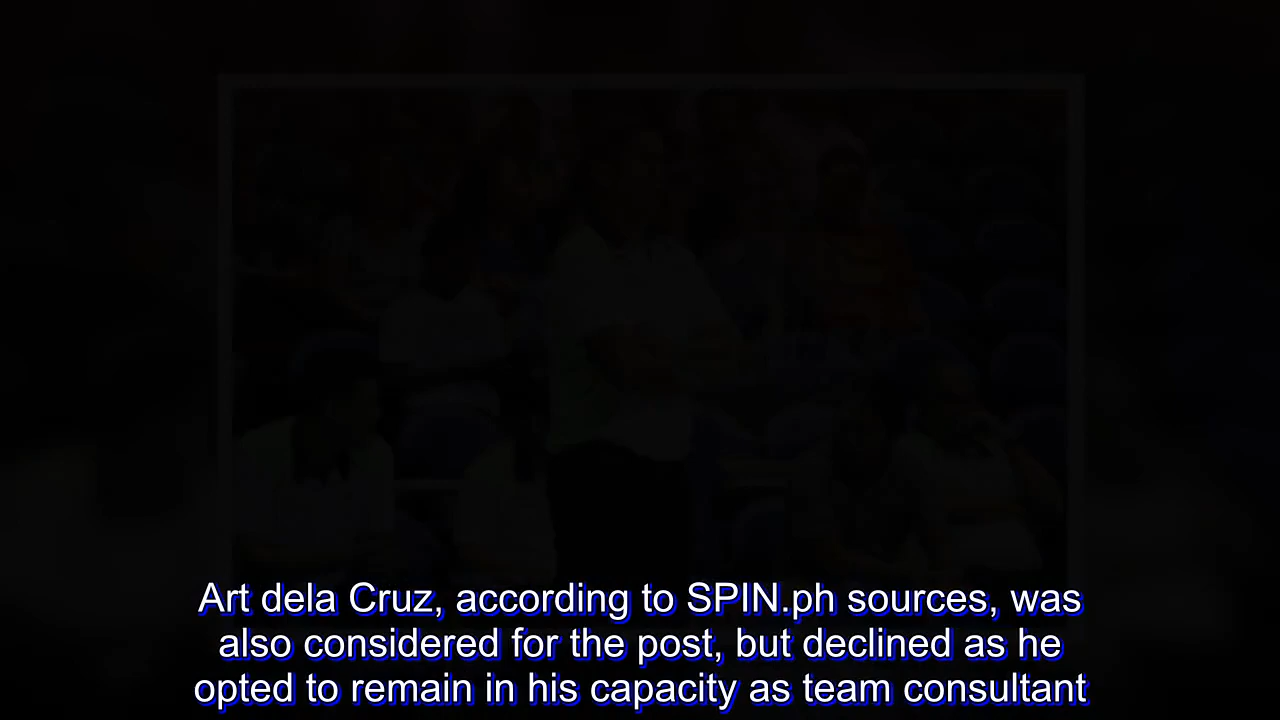 Art dela Cruz, according to SPIN.ph sources, was
also considered for the post, but declined as he
opted to remain in his capacity as team consultant